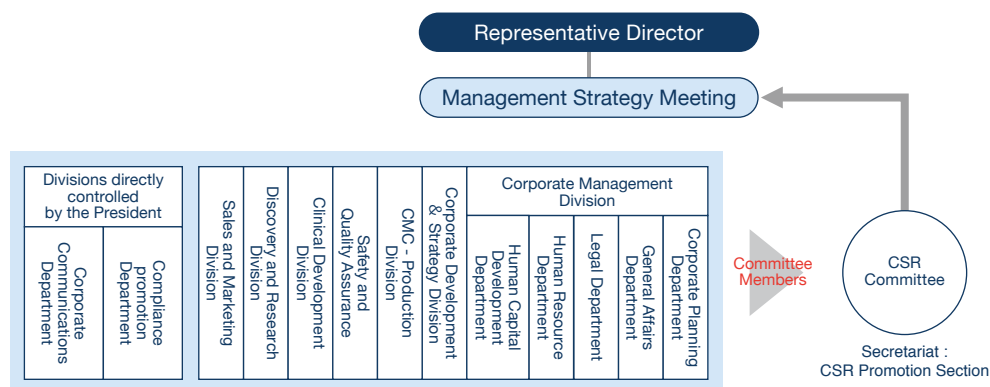 Representative Director
Management Strategy Meeting
Divisions directly
controlled
by the President
Corporate
Communications
Department
Compliance
promotion
Department
Sales and Marketing
Division
Discovery and Research
Division
Clinical Development
Division
Safety and
Quality Assurance
CMC - Production
Division
Corporate Development
& Strategy Division
Corporate Management
Division
Human Capital
Development
Department
Human Resource
Department
Legal Department
General Affairs
Department
Corporate Planning
Department
Committee
Members
CSR
Committee
Secretariat :
CSR Promotion Section